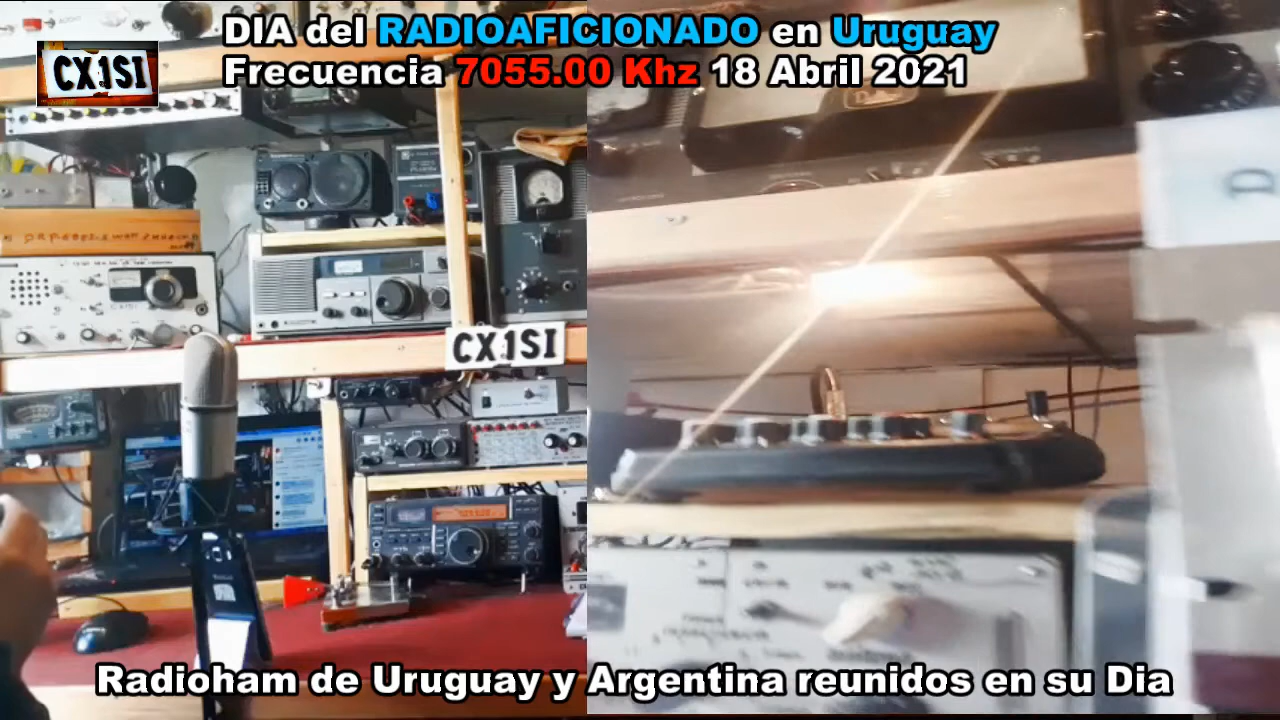 DIA del RADIOAFICIONADO en Uruguay
Frecuencia 7055.00 Khz 18 Abril 2021
CX1SI
CX1SI
Radioham de Uruguay y Argentina reunidos en su Dia